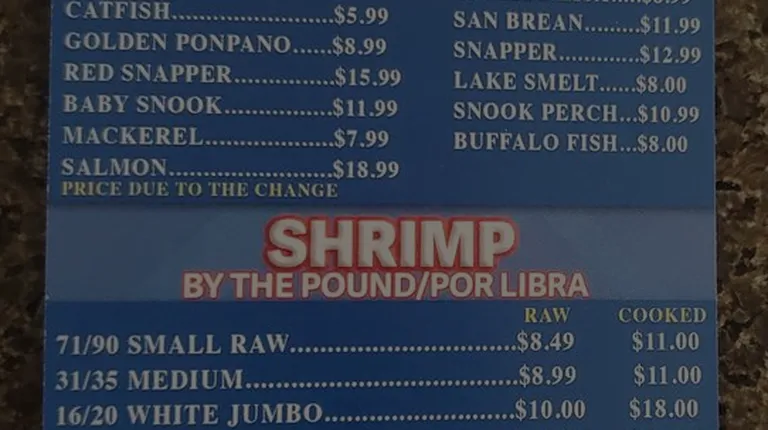 CATFISH..............................$5.99
GOLDEN PONPANO......$8.99
RED SNAPPER...............$15.99
BABY SNOOK................$11.99
MACKEREL....................$7.99
SALMON.........................$18.99
PRICE DUE TO THE CHANGE
SAN BREAN.........$11.99
SNAPPER.............$12.99
LAKE SMELT......$8.00
SNOOK PERCH...$10.99
BUFFALO FISH...$8.00
SHRIMP
BY THE POUND/POR LIBRA
RAW COOKED
71/90 SMALL RAW...................................$8.49 $11.00
31/35 MEDIUM..........................................$8.99 $11.00
16/20 WHITE JUMBO.............................$10.00 $18.00